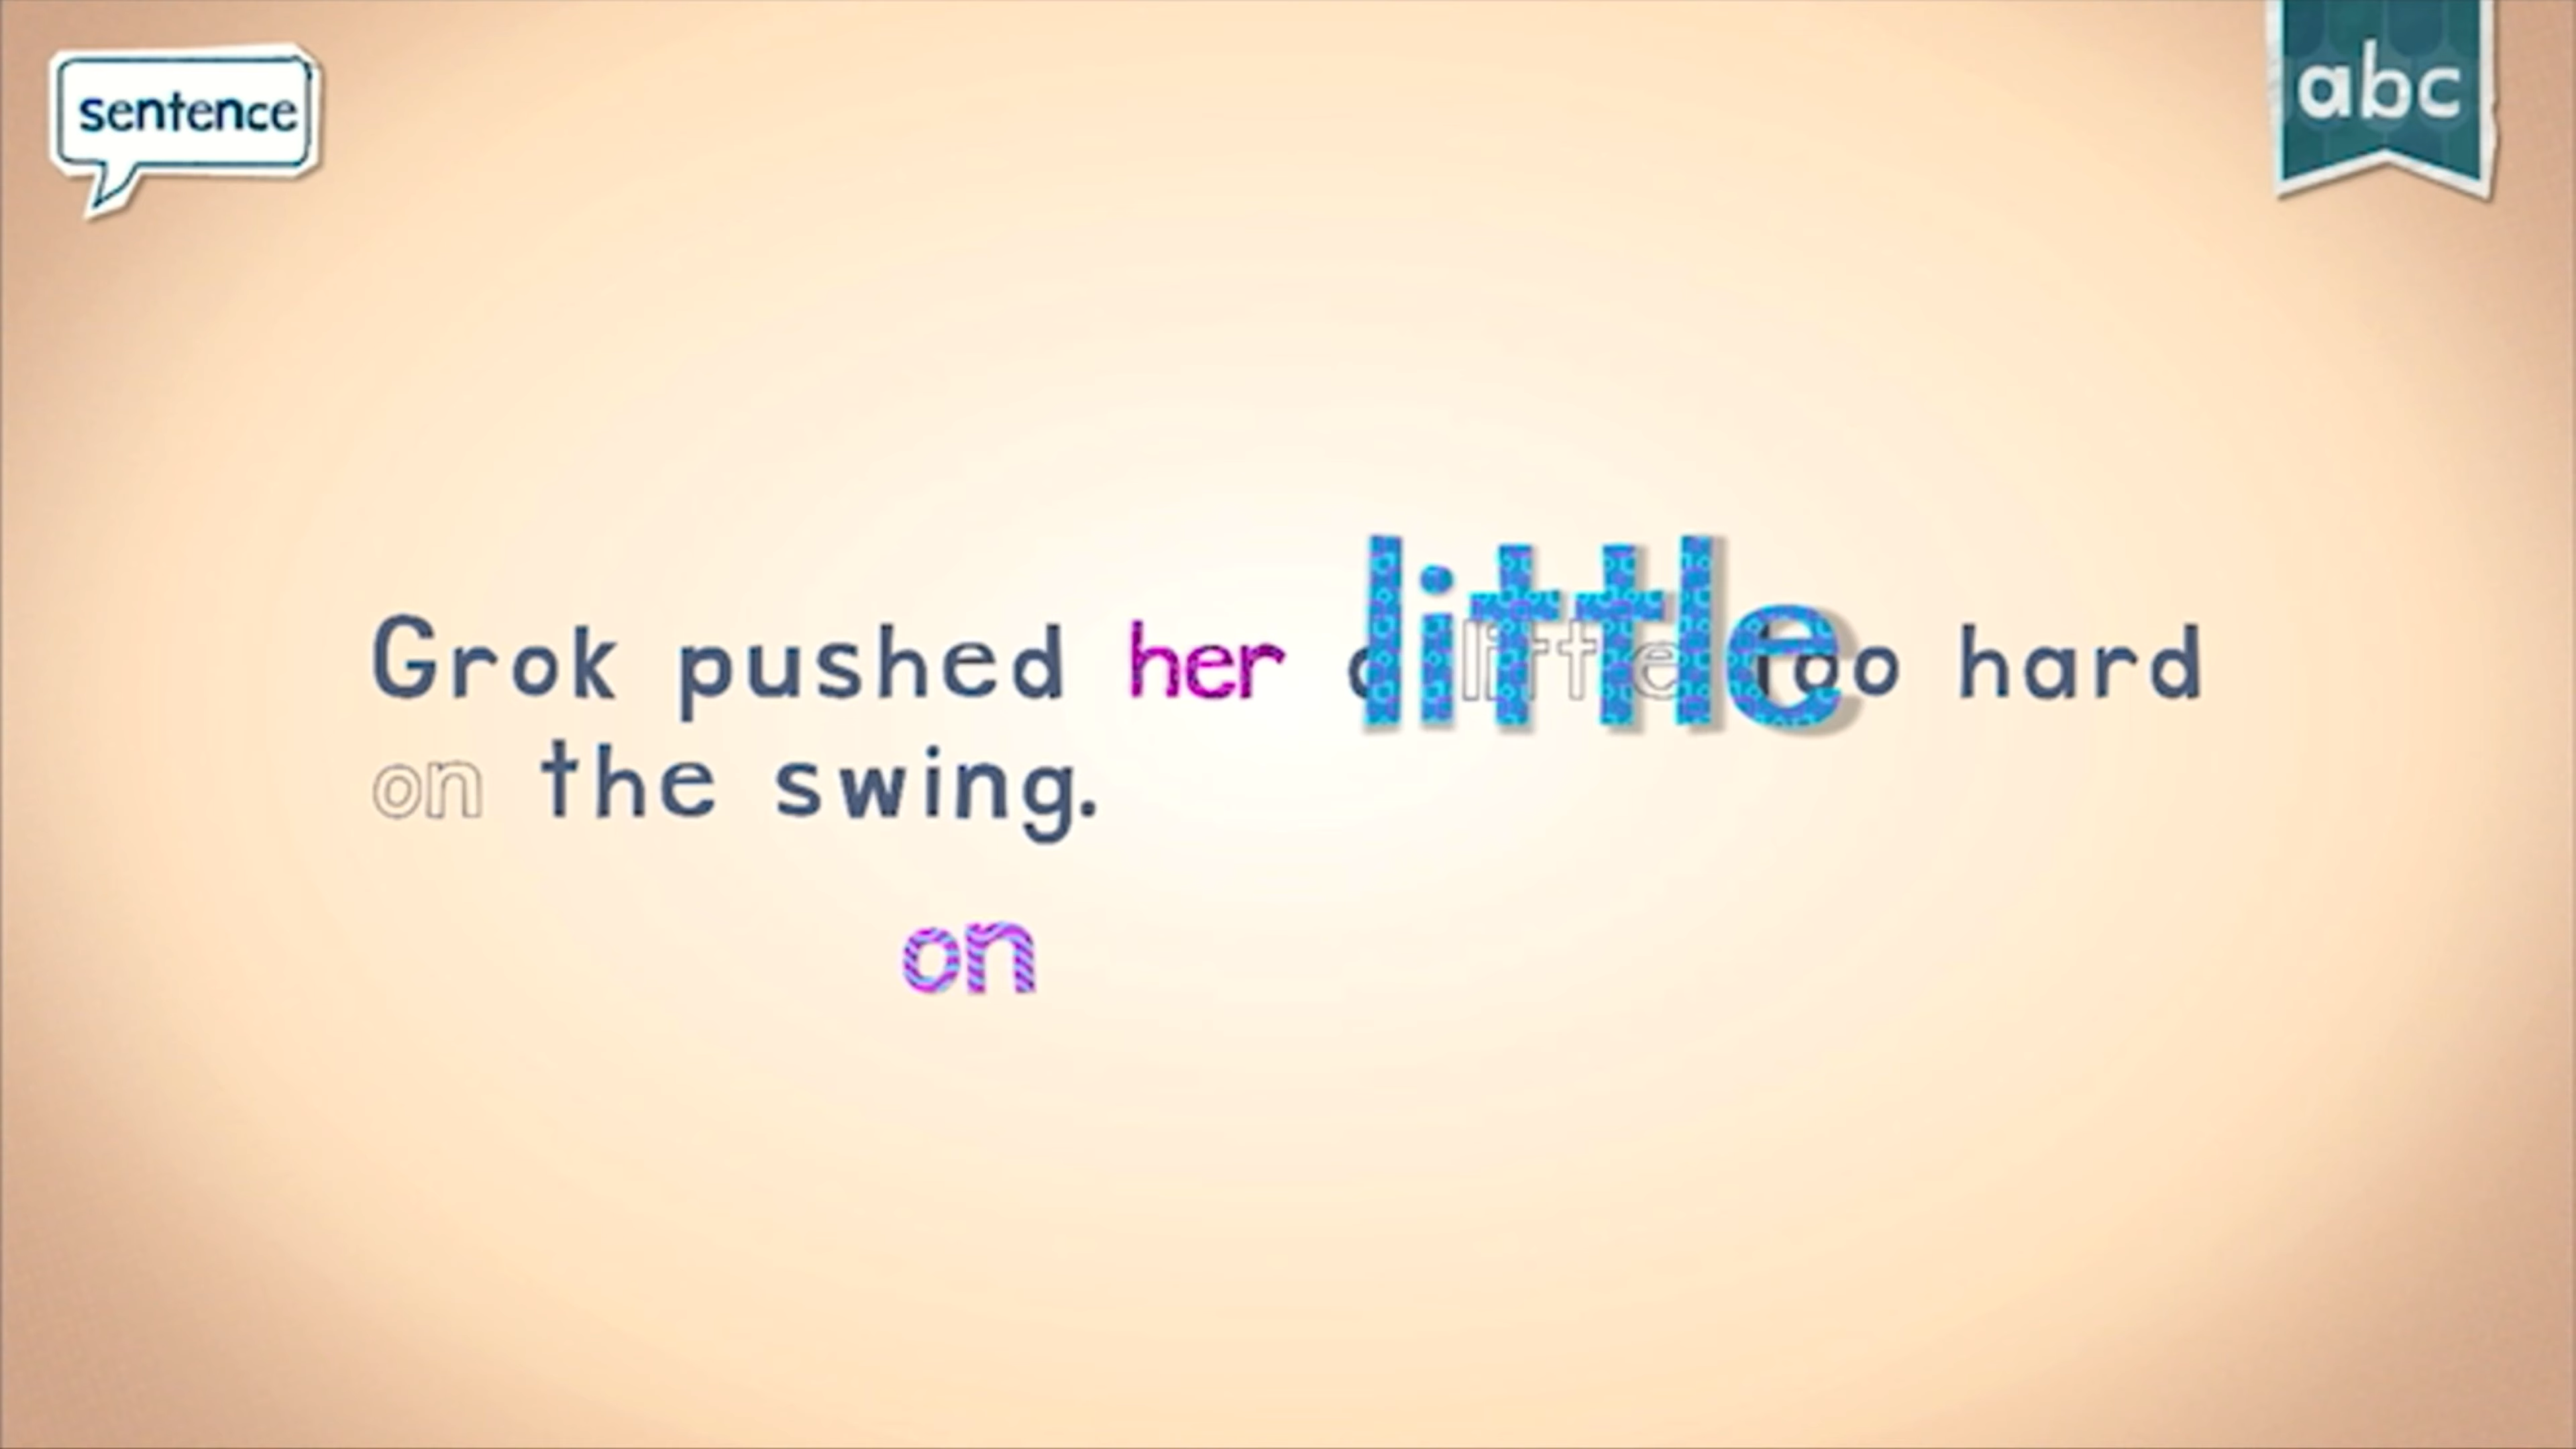 sentence
abc
Grok pushed her a little too hard
on the swing.
on